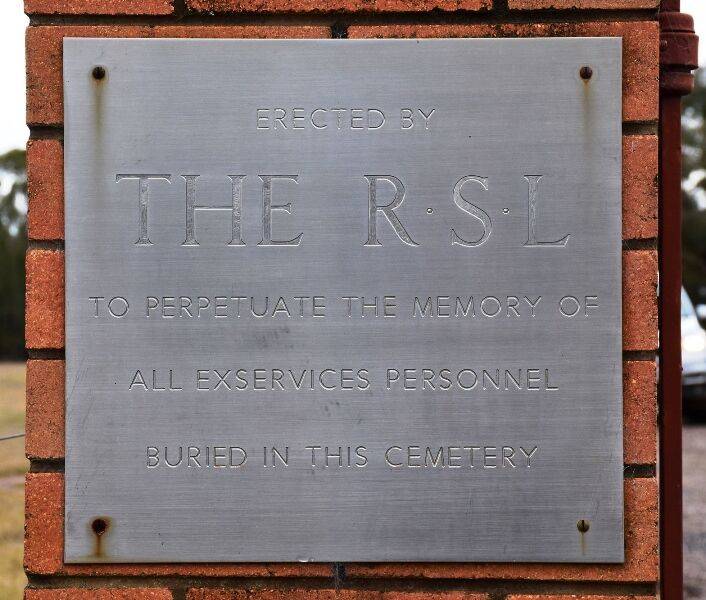 ERECTED BY
THE R·S·L
TO PERPETUATE THE MEMORY OF
ALL EXSERVICES PERSONNEL
BURIED IN THIS CEMETERY